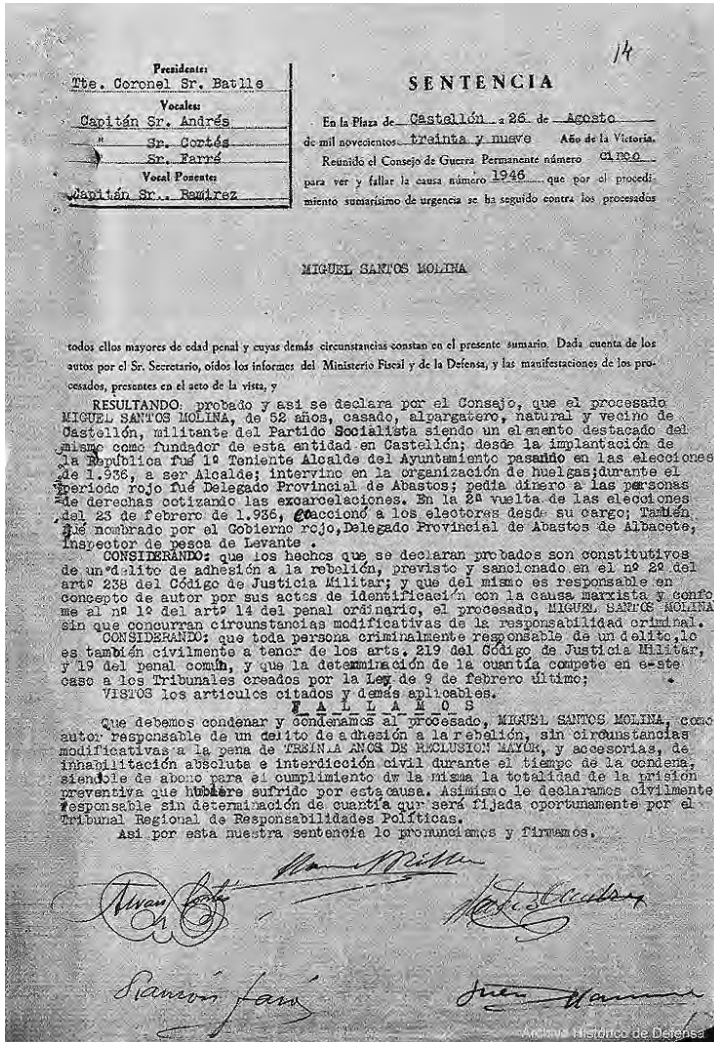 14
Presidente:
Tte. Coronel Sr. Batlle
Vocales:
Capitán Sr. Andrés
" Sr. Cortés
Sr. Farré
Vocal Ponente:
Capitán Sr.. Ramirez
SENTENCIA
En la Plaza de Castellón a 26 de Agosto
de mil novecientos treinta y nueve Año de la Victoria.
Reunido el Consejo de Guerra Permanente número cinco
para ver y fallar la causa número 1946 que por el procedi-
miento sumarísimo de urgencia se ha seguido contra los procesados
MIGUEL SANTOS MOLINA
todos ellos mayores de edad penal y cuyas demás circunstancias constan en el presente sumario. Dada cuenta de los
autos por el Sr. Secretario, oídos los informes del Ministerio Fiscal y de la Defensa, y las manifestaciones de los pro-
cesados, presentes en el acto de la vista, y
RESULTANDO: probado y asi se declara por el Consejo, que el procesado
MIGUEL SANTOS MOLINA, de 52 años, casado, alpargatero, natural y vecino de
Castellón, militante del Partido Socialista siendo un elemento destacado del
mismo como fundador de esta entidad en Castellón; desde la implantación de
la República fué 1º Teniente Alcalde del Ayuntamiento pasando en las elecciones
de 1.936, a ser Alcalde; intervino en la organización de huelgas;durante el
periodo rojo fué Delegado Provincial de Abastos; pedia dinero a las personas
de derechas cotizando las excarcelaciones. En la 2ª vuelta de las elecciones
del 23 de febrero de 1.936, coaccionó a los electores desde su cargo; También
fué nombrado por el Gobierno rojo,Delegado Provincial de Abastos de Albacete,
Inspector de pesca de Levante .
CONSIDERANDO: que los hechos que se declaran probados son constitutivos
de un delito de adhesión a la rebelión, previsto y sancionado en el nº 2º del
artº 238 del Código de Justicia Militar; y que del mismo es responsable en
concepto de autor por sus actos de identificación con la causa marxista y confo
me al nº 1º del artº 14 del penal ordinario, el procesado, MIGUEL SANTOS MOLINA
sin que concurran circunstancias modificativas de la responsabilidad criminal.
CONSIDERANDO: que toda persona criminalmente responsable de un delito,lo
es también civilmente a tenor de los arts. 219 del Código de Justicia Militar,
y 19 del penal común, y que la determinación de la cuantía compete en e-ste
caso a los Tribunales creados por la Ley de 9 de febrero último;
VISTOS los articulos citados y demás aplicables.
F A L L A M O S
Que debemos condenar y condenamos al procesado, MIGUEL SANTOS MOLINA, como
autor responsable de un delito de adhesión a la rebelión, sin circunstancias
modificativas a la pena de TREINTA AÑOS DE RECLUSION MAYOR, y accesorias, de
inhabilitación absoluta e interdicción civil durante el tiempo de la condena,
siendole de abono para el cumplimiento dw la misma la totalidad de la prisión
preventiva que hubiere sufrido por esta causa. Asimismo le declaramos civilmente
responsable sin determinación de cuantía qur será fijada oportunamente por el
Tribunal Regional de Responsabilidades Políticas.
Asi por esta nuestra sentencia lo pronunciamos y firmamos.
Alvaro Cortés
Ramón Farré
Juan
Archivo Histórico de Defensa